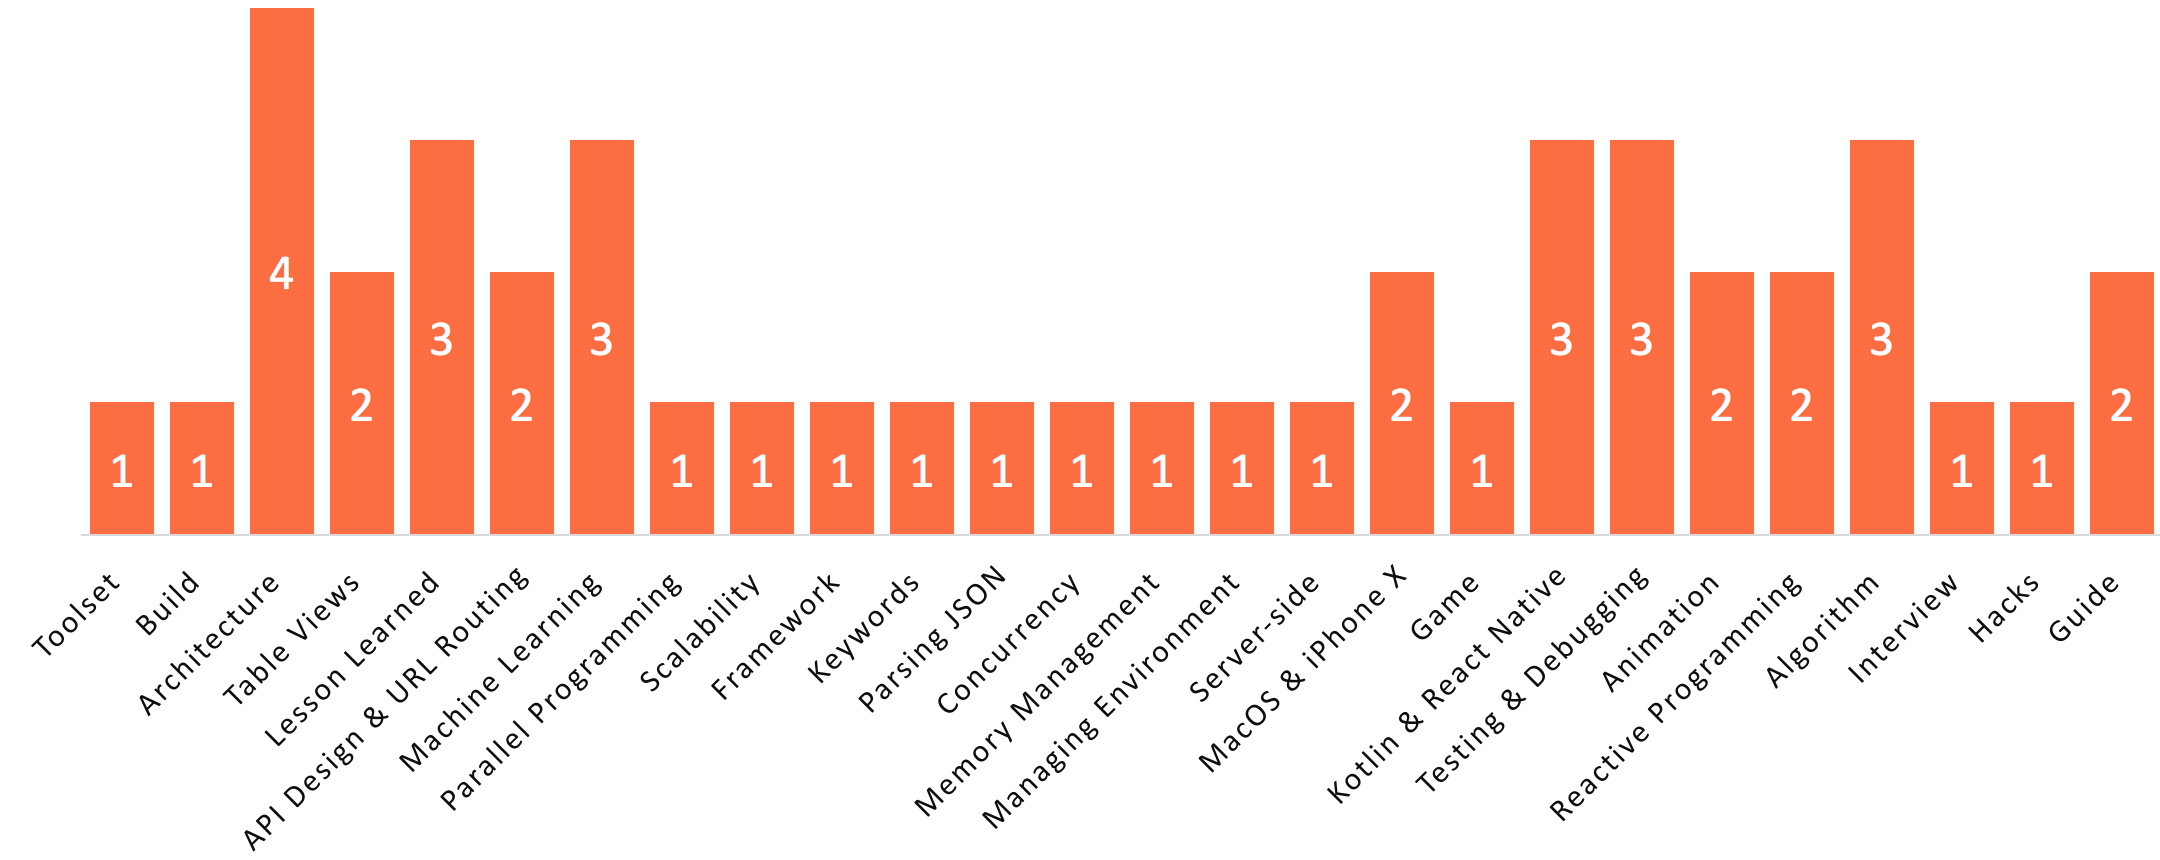 4
3
3
3
3
3
2
2
2
2
2
2
1
1
1
1
1
1
1
1
1
1
1
1
1
1
Toolset
Build
Architecture
Table Views
Lesson Learned
API Design & URL Routing
Machine Learning
Parallel Programming
Scalability
Framework
Keywords
Parsing JSON
Concurrency
Memory Management
Managing Environment
Server-side
MacOS & iPhone X
Game
Kotlin & React Native
Testing & Debugging
Animation
Reactive Programming
Algorithm
Interview
Hacks
Guide